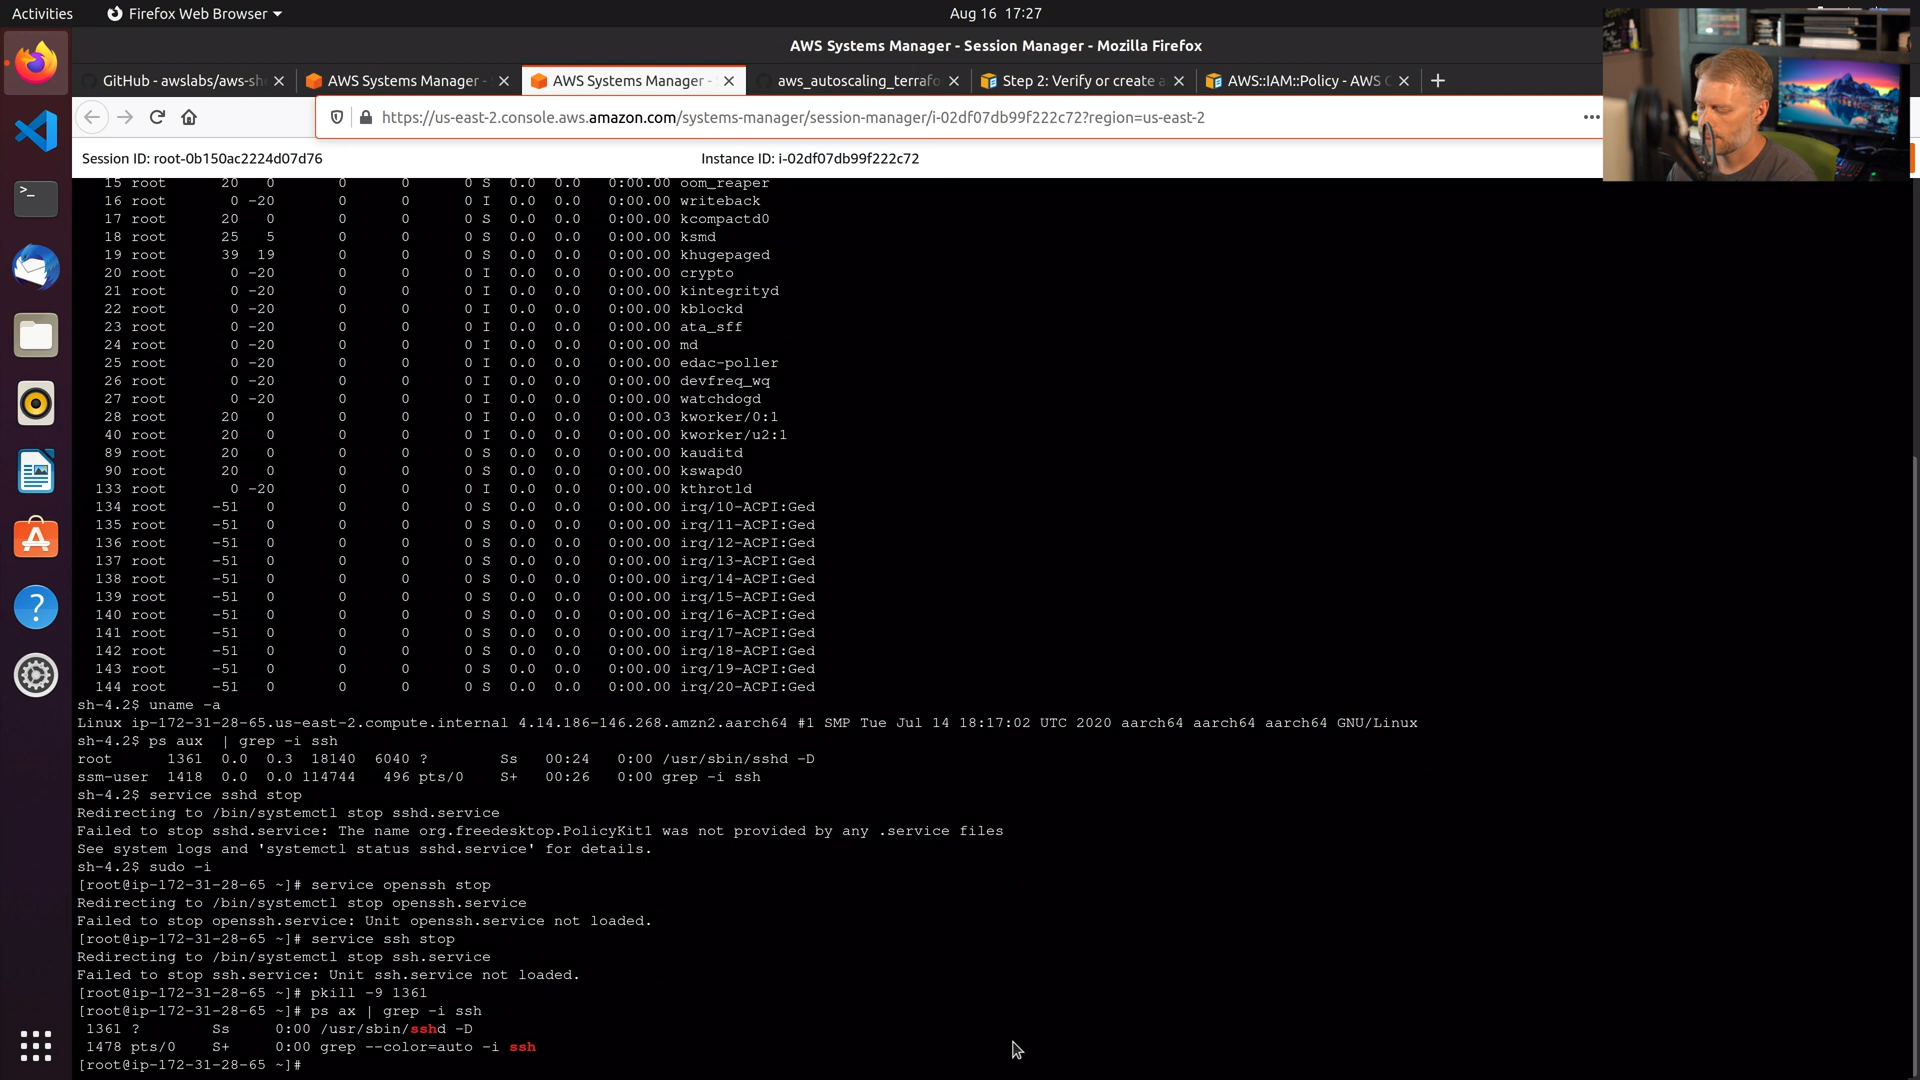 Activities
Firefox Web Browser
Aug 16 17:27
AWS Systems Manager - Session Manager - Mozilla Firefox
GitHub - awslabs/aws-sh
AWS Systems Manager -
AWS Systems Manager -
aws_autoscaling_terrafo
Step 2: Verify or create a
AWS::IAM::Policy - AWS C
https://us-east-2.console.aws.amazon.com/systems-manager/session-manager/i-02df07db99f222c72?region=us-east-2
Session ID: root-0b150ac2224d07d76
Instance ID: i-02df07db99f222c72
15 root 20 0 0 0 0 S 0.0 0.0 0:00.00 oom_reaper
16 root 0 -20 0 0 0 I 0.0 0.0 0:00.00 writeback
17 root 20 0 0 0 0 S 0.0 0.0 0:00.00 kcompactd0
18 root 25 5 0 0 0 S 0.0 0.0 0:00.00 ksmd
19 root 39 19 0 0 0 S 0.0 0.0 0:00.00 khugepaged
20 root 0 -20 0 0 0 I 0.0 0.0 0:00.00 crypto
21 root 0 -20 0 0 0 I 0.0 0.0 0:00.00 kintegrityd
22 root 0 -20 0 0 0 I 0.0 0.0 0:00.00 kblockd
23 root 0 -20 0 0 0 I 0.0 0.0 0:00.00 ata_sff
24 root 0 -20 0 0 0 I 0.0 0.0 0:00.00 md
25 root 0 -20 0 0 0 I 0.0 0.0 0:00.00 edac-poller
26 root 0 -20 0 0 0 I 0.0 0.0 0:00.00 devfreq_wq
27 root 0 -20 0 0 0 I 0.0 0.0 0:00.00 watchdogd
28 root 20 0 0 0 0 I 0.0 0.0 0:00.03 kworker/0:1
40 root 20 0 0 0 0 I 0.0 0.0 0:00.00 kworker/u2:1
89 root 20 0 0 0 0 S 0.0 0.0 0:00.00 kauditd
90 root 20 0 0 0 0 S 0.0 0.0 0:00.00 kswapd0
133 root 0 -20 0 0 0 I 0.0 0.0 0:00.00 kthrotld
134 root -51 0 0 0 0 S 0.0 0.0 0:00.00 irq/10-ACPI:Ged
135 root -51 0 0 0 0 S 0.0 0.0 0:00.00 irq/11-ACPI:Ged
136 root -51 0 0 0 0 S 0.0 0.0 0:00.00 irq/12-ACPI:Ged
137 root -51 0 0 0 0 S 0.0 0.0 0:00.00 irq/13-ACPI:Ged
138 root -51 0 0 0 0 S 0.0 0.0 0:00.00 irq/14-ACPI:Ged
139 root -51 0 0 0 0 S 0.0 0.0 0:00.00 irq/15-ACPI:Ged
140 root -51 0 0 0 0 S 0.0 0.0 0:00.00 irq/16-ACPI:Ged
141 root -51 0 0 0 0 S 0.0 0.0 0:00.00 irq/17-ACPI:Ged
142 root -51 0 0 0 0 S 0.0 0.0 0:00.00 irq/18-ACPI:Ged
143 root -51 0 0 0 0 S 0.0 0.0 0:00.00 irq/19-ACPI:Ged
144 root -51 0 0 0 0 S 0.0 0.0 0:00.00 irq/20-ACPI:Ged
sh-4.2$ uname -a
Linux ip-172-31-28-65.us-east-2.compute.internal 4.14.186-146.268.amzn2.aarch64 #1 SMP Tue Jul 14 18:17:02 UTC 2020 aarch64 aarch64 aarch64 GNU/Linux
sh-4.2$ ps aux  | grep -i ssh
root 1361 0.0 0.3 18140 6040 ? Ss 00:24 0:00 /usr/sbin/sshd -D
ssm-user 1418 0.0 0.0 114744 496 pts/0 S+ 00:26 0:00 grep -i ssh
sh-4.2$ service sshd stop
Redirecting to /bin/systemctl stop sshd.service
Failed to stop sshd.service: The name org.freedesktop.PolicyKit1 was not provided by any .service files
See system logs and 'systemctl status sshd.service' for details.
sh-4.2$ sudo -i
[root@ip-172-31-28-65 ~]# service openssh stop
Redirecting to /bin/systemctl stop openssh.service
Failed to stop openssh.service: Unit openssh.service not loaded.
[root@ip-172-31-28-65 ~]# service ssh stop
Redirecting to /bin/systemctl stop ssh.service
Failed to stop ssh.service: Unit ssh.service not loaded.
[root@ip-172-31-28-65 ~]# pkill -9 1361
[root@ip-172-31-28-65 ~]# ps ax | grep -i ssh
1361 ? Ss 0:00 /usr/sbin/sshd -D
1478 pts/0 S+ 0:00 grep --color=auto -i ssh
[root@ip-172-31-28-65 ~]#